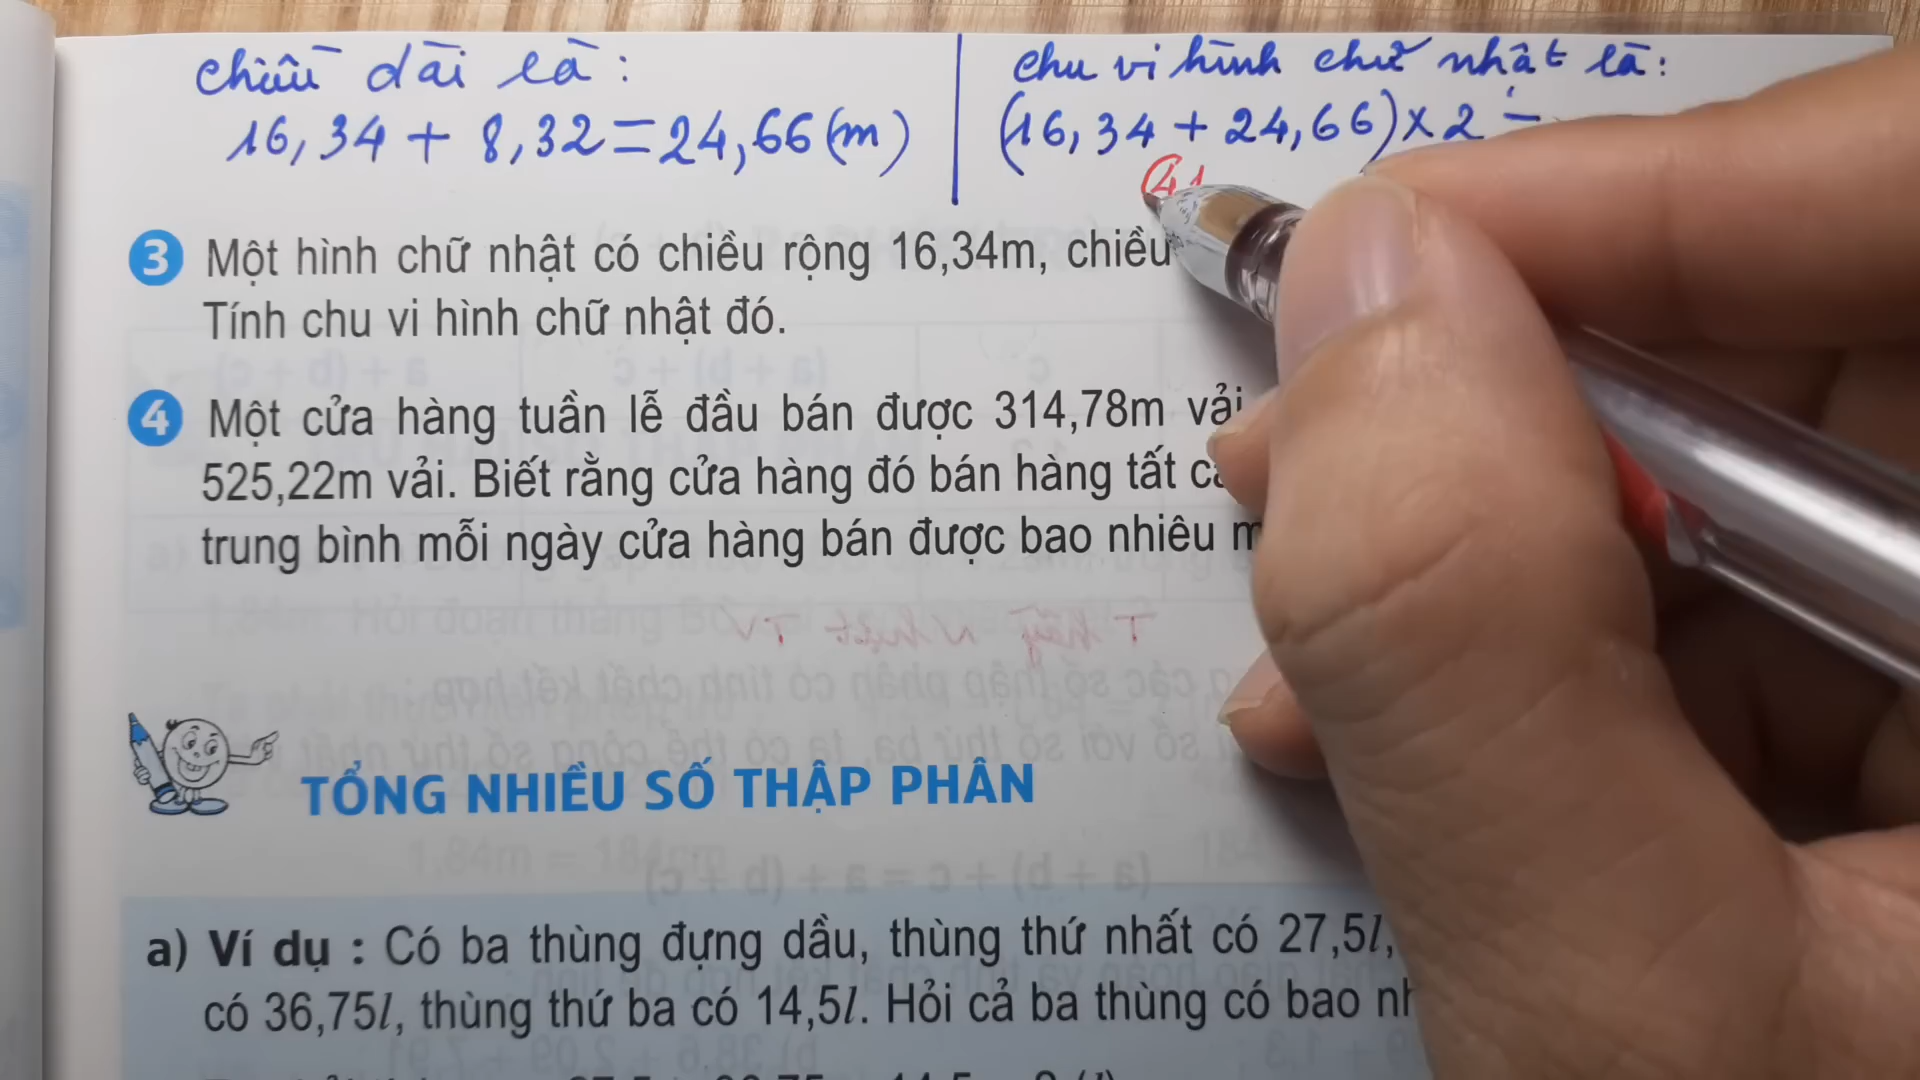 chiều dài là:
16,34 + 8,32 = 24,66 (m)
chu vi hình chữ nhật là:
(16,34 + 24,66) × 2 =
41
3 Một hình chữ nhật có chiều rộng 16,34m, chiều
Tính chu vi hình chữ nhật đó.
4 Một cửa hàng tuần lễ đầu bán được 314,78m vải
525,22m vải. Biết rằng cửa hàng đó bán hàng tất
trung bình mỗi ngày cửa hàng bán được bao nhiêu
Thầy Nhật TV
TỔNG NHIỀU SỐ THẬP PHÂN
a) Ví dụ : Có ba thùng đựng dầu, thùng thứ nhất có 27,5l,
có 36,75l, thùng thứ ba có 14,5l. Hỏi cả ba thùng có bao